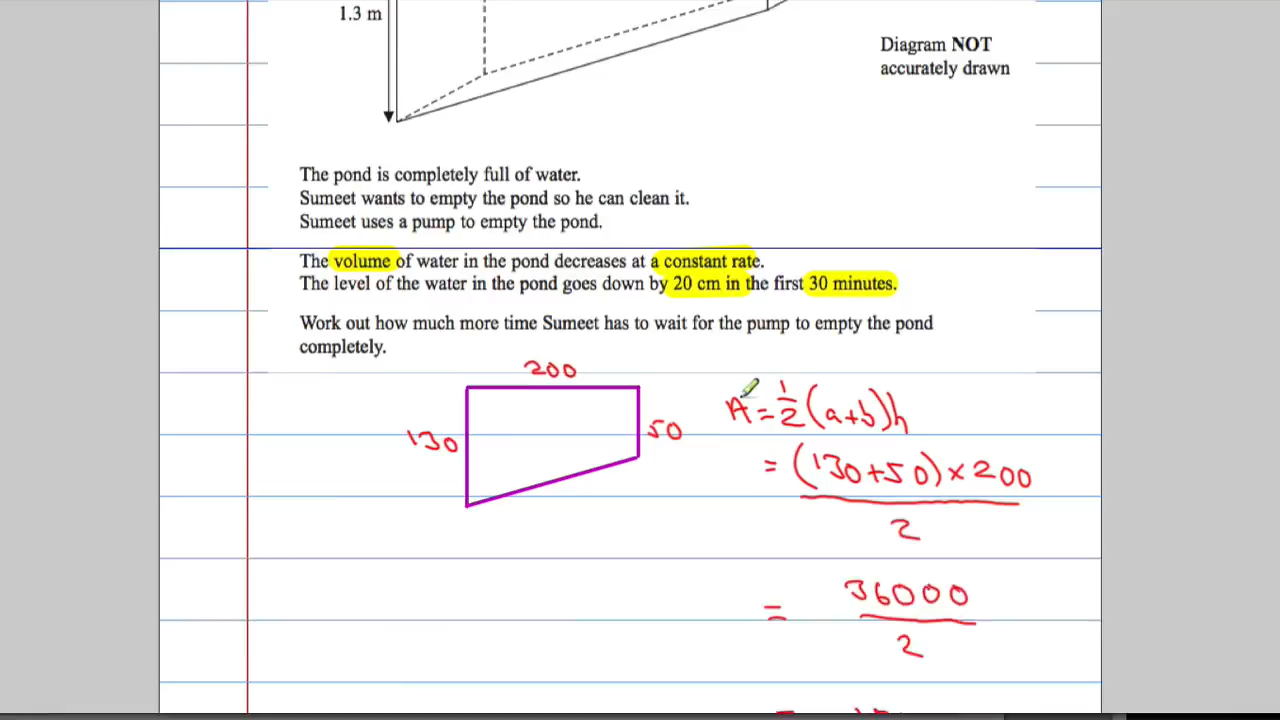 1.3 m
Diagram NOT
accurately drawn
The pond is completely full of water.
Sumeet wants to empty the pond so he can clean it.
Sumeet uses a pump to empty the pond.
The volume of water in the pond decreases at a constant rate.
The level of the water in the pond goes down by 20 cm in the first 30 minutes.
Work out how much more time Sumeet has to wait for the pump to empty the pond
completely.
200
130
50
A = 1/2 (a+b)h
= (130+50) × 200
2
= 36000
2